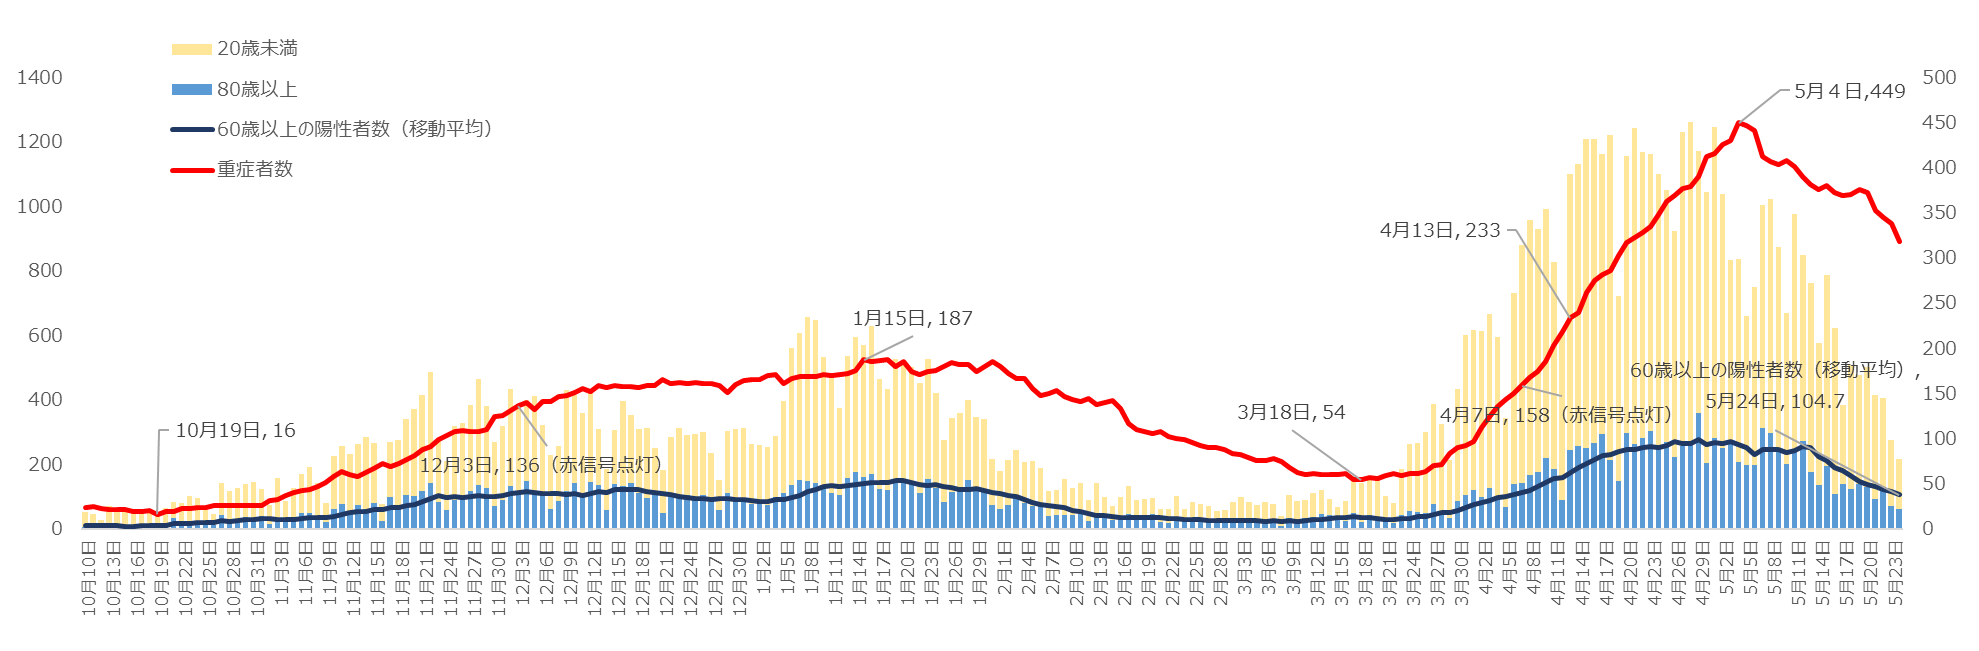 20歳未満
80歳以上
60歳以上の陽性者数（移動平均）
重症者数
1400
1200
1000
800
600
400
200
0
500
450
400
350
300
250
200
150
100
50
0
10月19日, 16
12月3日, 136（赤信号点灯）
1月15日, 187
3月18日, 54
4月7日, 158（赤信号点灯）
4月13日, 233
5月４日,449
60歳以上の陽性者数（移動平均）,
5月24日, 104.7
10月10日
10月13日
10月16日
10月19日
10月22日
10月25日
10月28日
10月31日
11月3日
11月6日
11月9日
11月12日
11月15日
11月18日
11月21日
11月24日
11月27日
11月30日
12月3日
12月6日
12月9日
12月12日
12月15日
12月18日
12月21日
12月24日
12月27日
12月30日
1月2日
1月5日
1月8日
1月11日
1月14日
1月17日
1月20日
1月23日
1月26日
1月29日
2月1日
2月4日
2月7日
2月10日
2月13日
2月16日
2月19日
2月22日
2月25日
2月28日
3月3日
3月6日
3月9日
3月12日
3月15日
3月18日
3月21日
3月24日
3月27日
3月30日
4月2日
4月5日
4月8日
4月11日
4月14日
4月17日
4月20日
4月23日
4月26日
4月29日
5月2日
5月5日
5月8日
5月11日
5月14日
5月17日
5月20日
5月23日